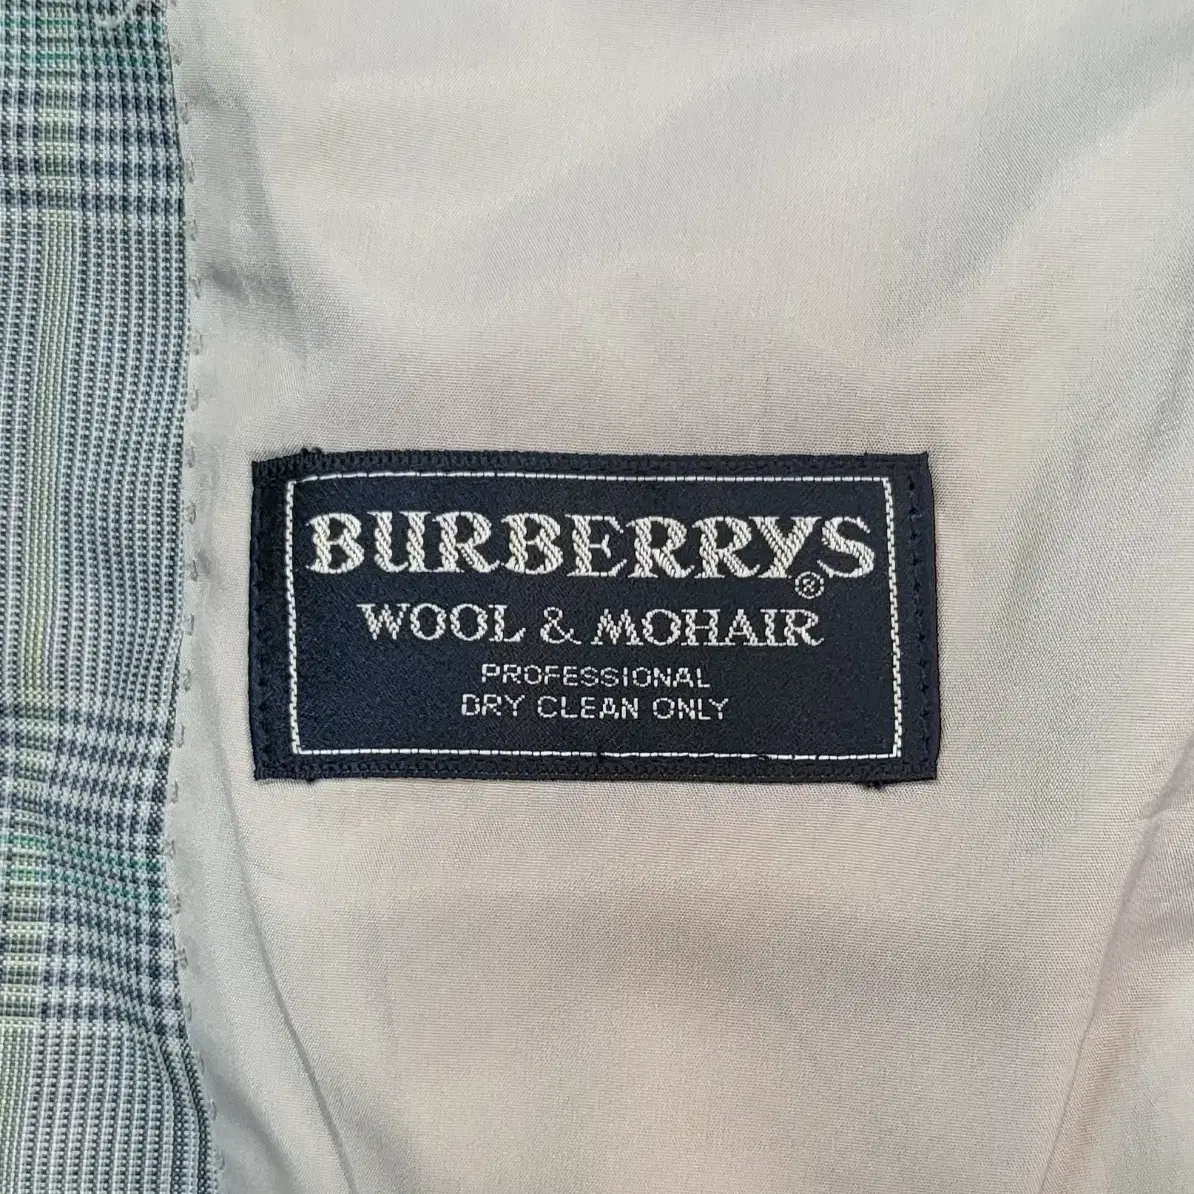 BURBERRYS®
WOOL & MOHAIR
PROFESSIONAL
DRY CLEAN ONLY